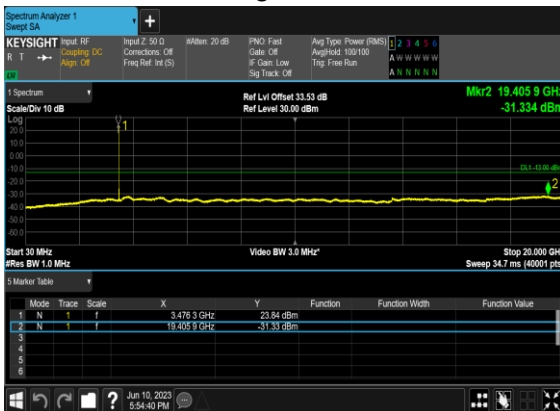 Spectrum Analyzer 1
Swept SA
+
KEYSIGHT
R T
LV
Input: RF
Coupling: DC
Align: Off
Input Z: 50 Ω
Corrections: Off
Freq Ref: Int (S)
#Atten: 20 dB
PNO: Fast
Gate: Off
IF Gain: Low
Sig Track: Off
Avg Type: Power (RMS)
Avg|Hold: 100/100
Trig: Free Run
1 2 3 4 5 6
A W W W W W
A N N N N N
1 Spectrum
Scale/Div 10 dB
Ref Lvl Offset 33.53 dB
Ref Level 30.00 dBm
Mkr2 19.405 9 GHz
-31.334 dBm
Log
20.0
10.0
0.00
-10.0
-20.0
-30.0
-40.0
-50.0
-60.0
1
DL1 -13.00 dBm
2
Start 30 MHz
#Res BW 1.0 MHz
Video BW 3.0 MHz*
Stop 20.000 GH
Sweep 34.7 ms (40001 pts
5 Marker Table
Mode Trace Scale X Y Function Function Width Function Value
1 N 1 f 3.476 3 GHz 23.84 dBm
2 N 1 f 19.405 9 GHz -31.33 dBm
3
4
5
6
?
Jun 10, 2023
5:54:40 PM